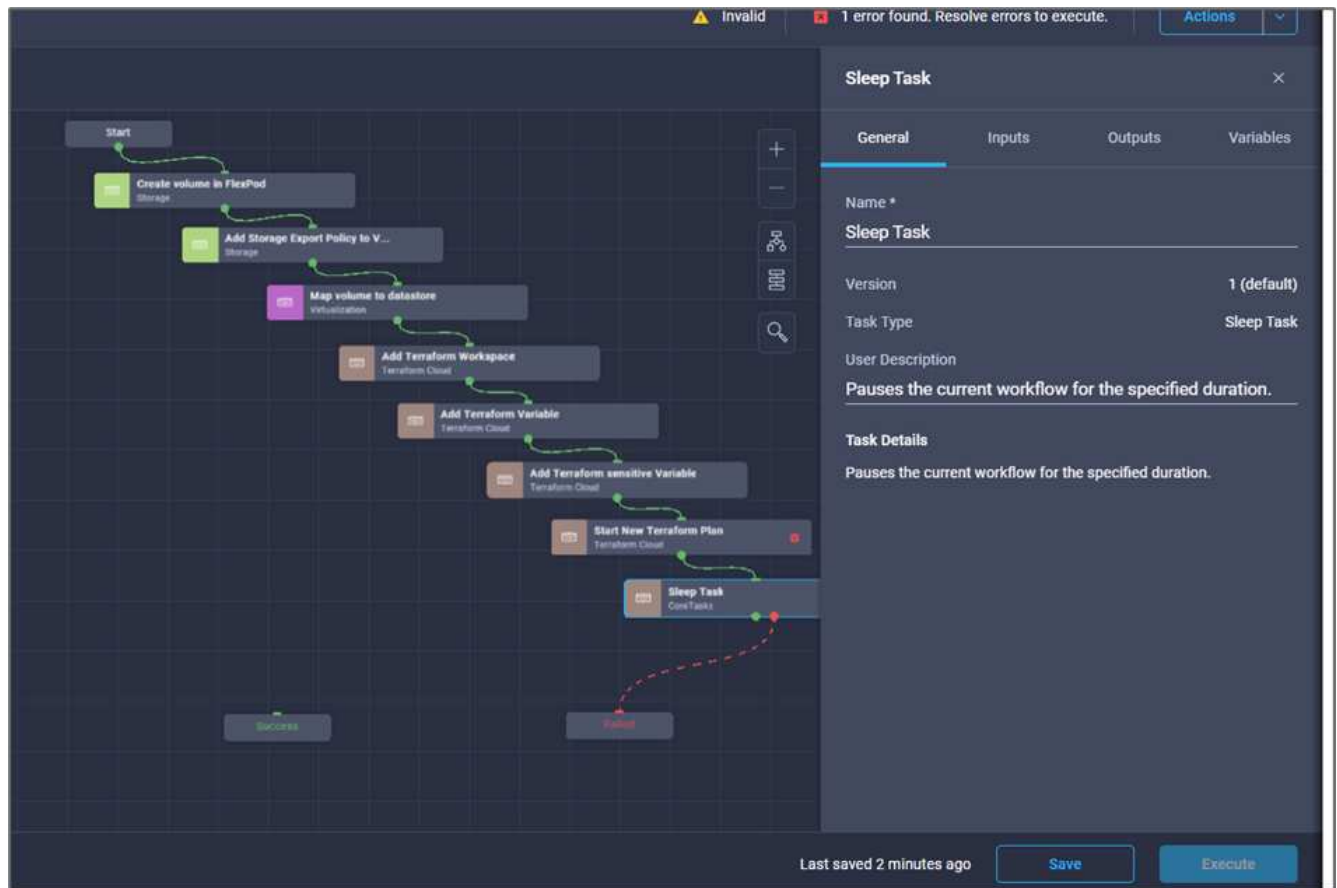 Invalid
1 error found. Resolve errors to execute.
Actions
Sleep Task
General Inputs Outputs Variables
Name *
Sleep Task
Version 1 (default)
Task Type Sleep Task
User Description
Pauses the current workflow for the specified duration.
Task Details
Pauses the current workflow for the specified duration.
Start
Create volume in FlexPod
Storage
Add Storage Export Policy to V...
Storage
Map volume to datastore
Virtualization
Add Terraform Workspace
Terraform Cloud
Add Terraform Variable
Terraform Cloud
Add Terraform sensitive Variable
Terraform Cloud
Start New Terraform Plan
Terraform Cloud
Sleep Task
CoreTasks
Success
Failed
Last saved 2 minutes ago
Save
Execute